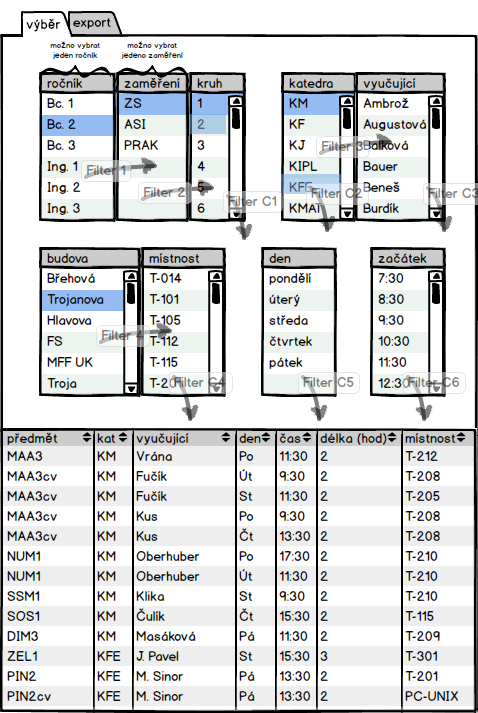 výběr export
možno vybrat
jeden ročník
možno vybrat
jedeno zaměření
ročník zaměření kruh
Bc. 1 ZS 1
Bc. 2 ASI 2
Bc. 3 PRAK 3
Ing. 1 4
Ing. 2 5
Ing. 3 6
Filter 1
Filter 2
Filter C1
katedra vyučující
KM Ambrož
KF Augustová
KJ Balková
KIPL Bauer
KFE Beneš
KMAT Burdík
Filter 3
Filter C2
Filter C3
budova místnost
Břehová T-014
Trojanova T-101
Hlavova T-105
FS T-112
MFF UK T-115
Troja
Filter 4
Filter C4
den
pondělí
úterý
středa
čtvrtek
pátek
Filter C5
začátek
7:30
8:30
9:30
10:30
11:30
12:30
Filter C6
předmět kat vyučující den čas délka (hod) místnost
MAA3 KM Vrána Po 11:30 2 T-212
MAA3cv KM Fučík Út 9:30 2 T-208
MAA3cv KM Fučík St 11:30 2 T-205
MAA3cv KM Kus Po 9:30 2 T-208
MAA3cv KM Kus Čt 13:30 2 T-208
NUM1 KM Oberhuber Po 17:30 2 T-210
NUM1 KM Oberhuber Út 11:30 2 T-210
SSM1 KM Klika St 9:30 2 T-210
SOS1 KM Čulík Čt 15:30 2 T-115
DIM3 KM Masáková Pá 11:30 2 T-209
ZEL1 KFE J. Pavel St 15:30 3 T-301
PIN2 KFE M. Sinor Pá 13:30 2 T-201
PIN2cv KFE M. Sinor Pá 13:30 2 PC-UNIX